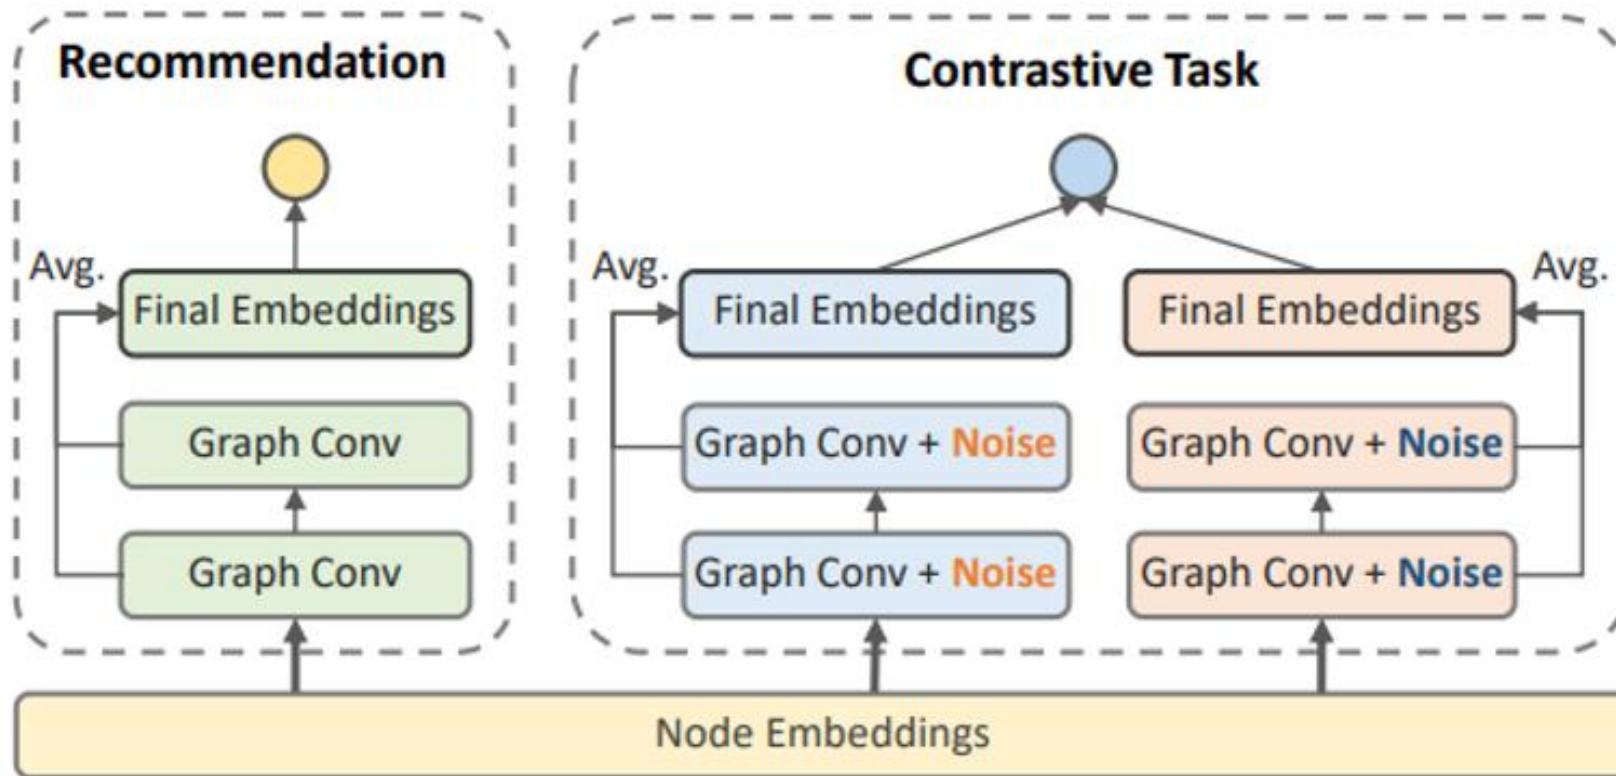 Recommendation
Contrastive Task
Avg.
Avg.
Avg.
Final Embeddings
Final Embeddings
Final Embeddings
Graph Conv
Graph Conv + Noise
Graph Conv + Noise
Graph Conv
Graph Conv + Noise
Graph Conv + Noise
Node Embeddings